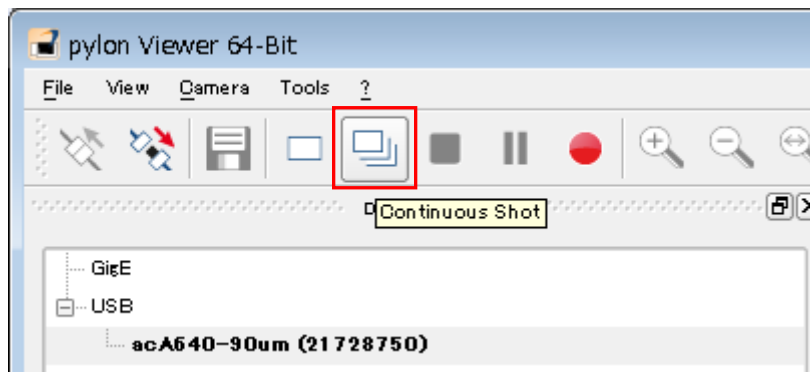 pylon Viewer 64-Bit
File View Camera Tools ?
Continuous Shot
GigE
USB
acA640-90um (21728750)